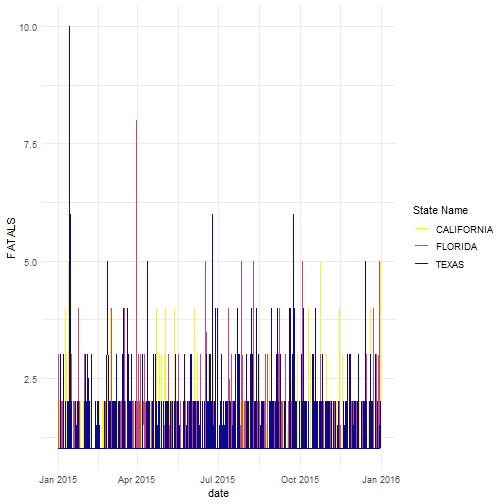 10.0
7.5
5.0
2.5
FATALS
Jan 2015
Apr 2015
Jul 2015
Oct 2015
Jan 2016
date
State Name
CALIFORNIA
FLORIDA
TEXAS